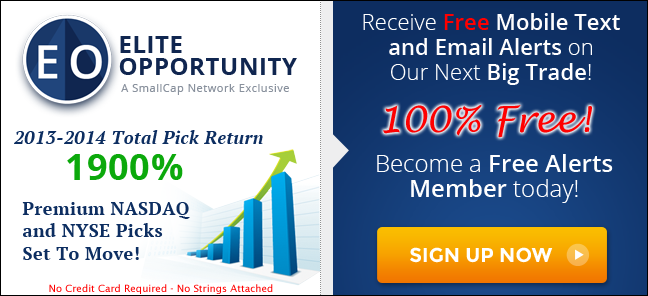 EO
ELITE
OPPORTUNITY
A SmallCap Network Exclusive
2013-2014 Total Pick Return
1900%
Premium NASDAQ
and NYSE Picks
Set To Move!
No Credit Card Required - No Strings Attached
Receive Free Mobile Text
and Email Alerts on
Our Next Big Trade!
100% Free!
Become a Free Alerts
Member today!
SIGN UP NOW